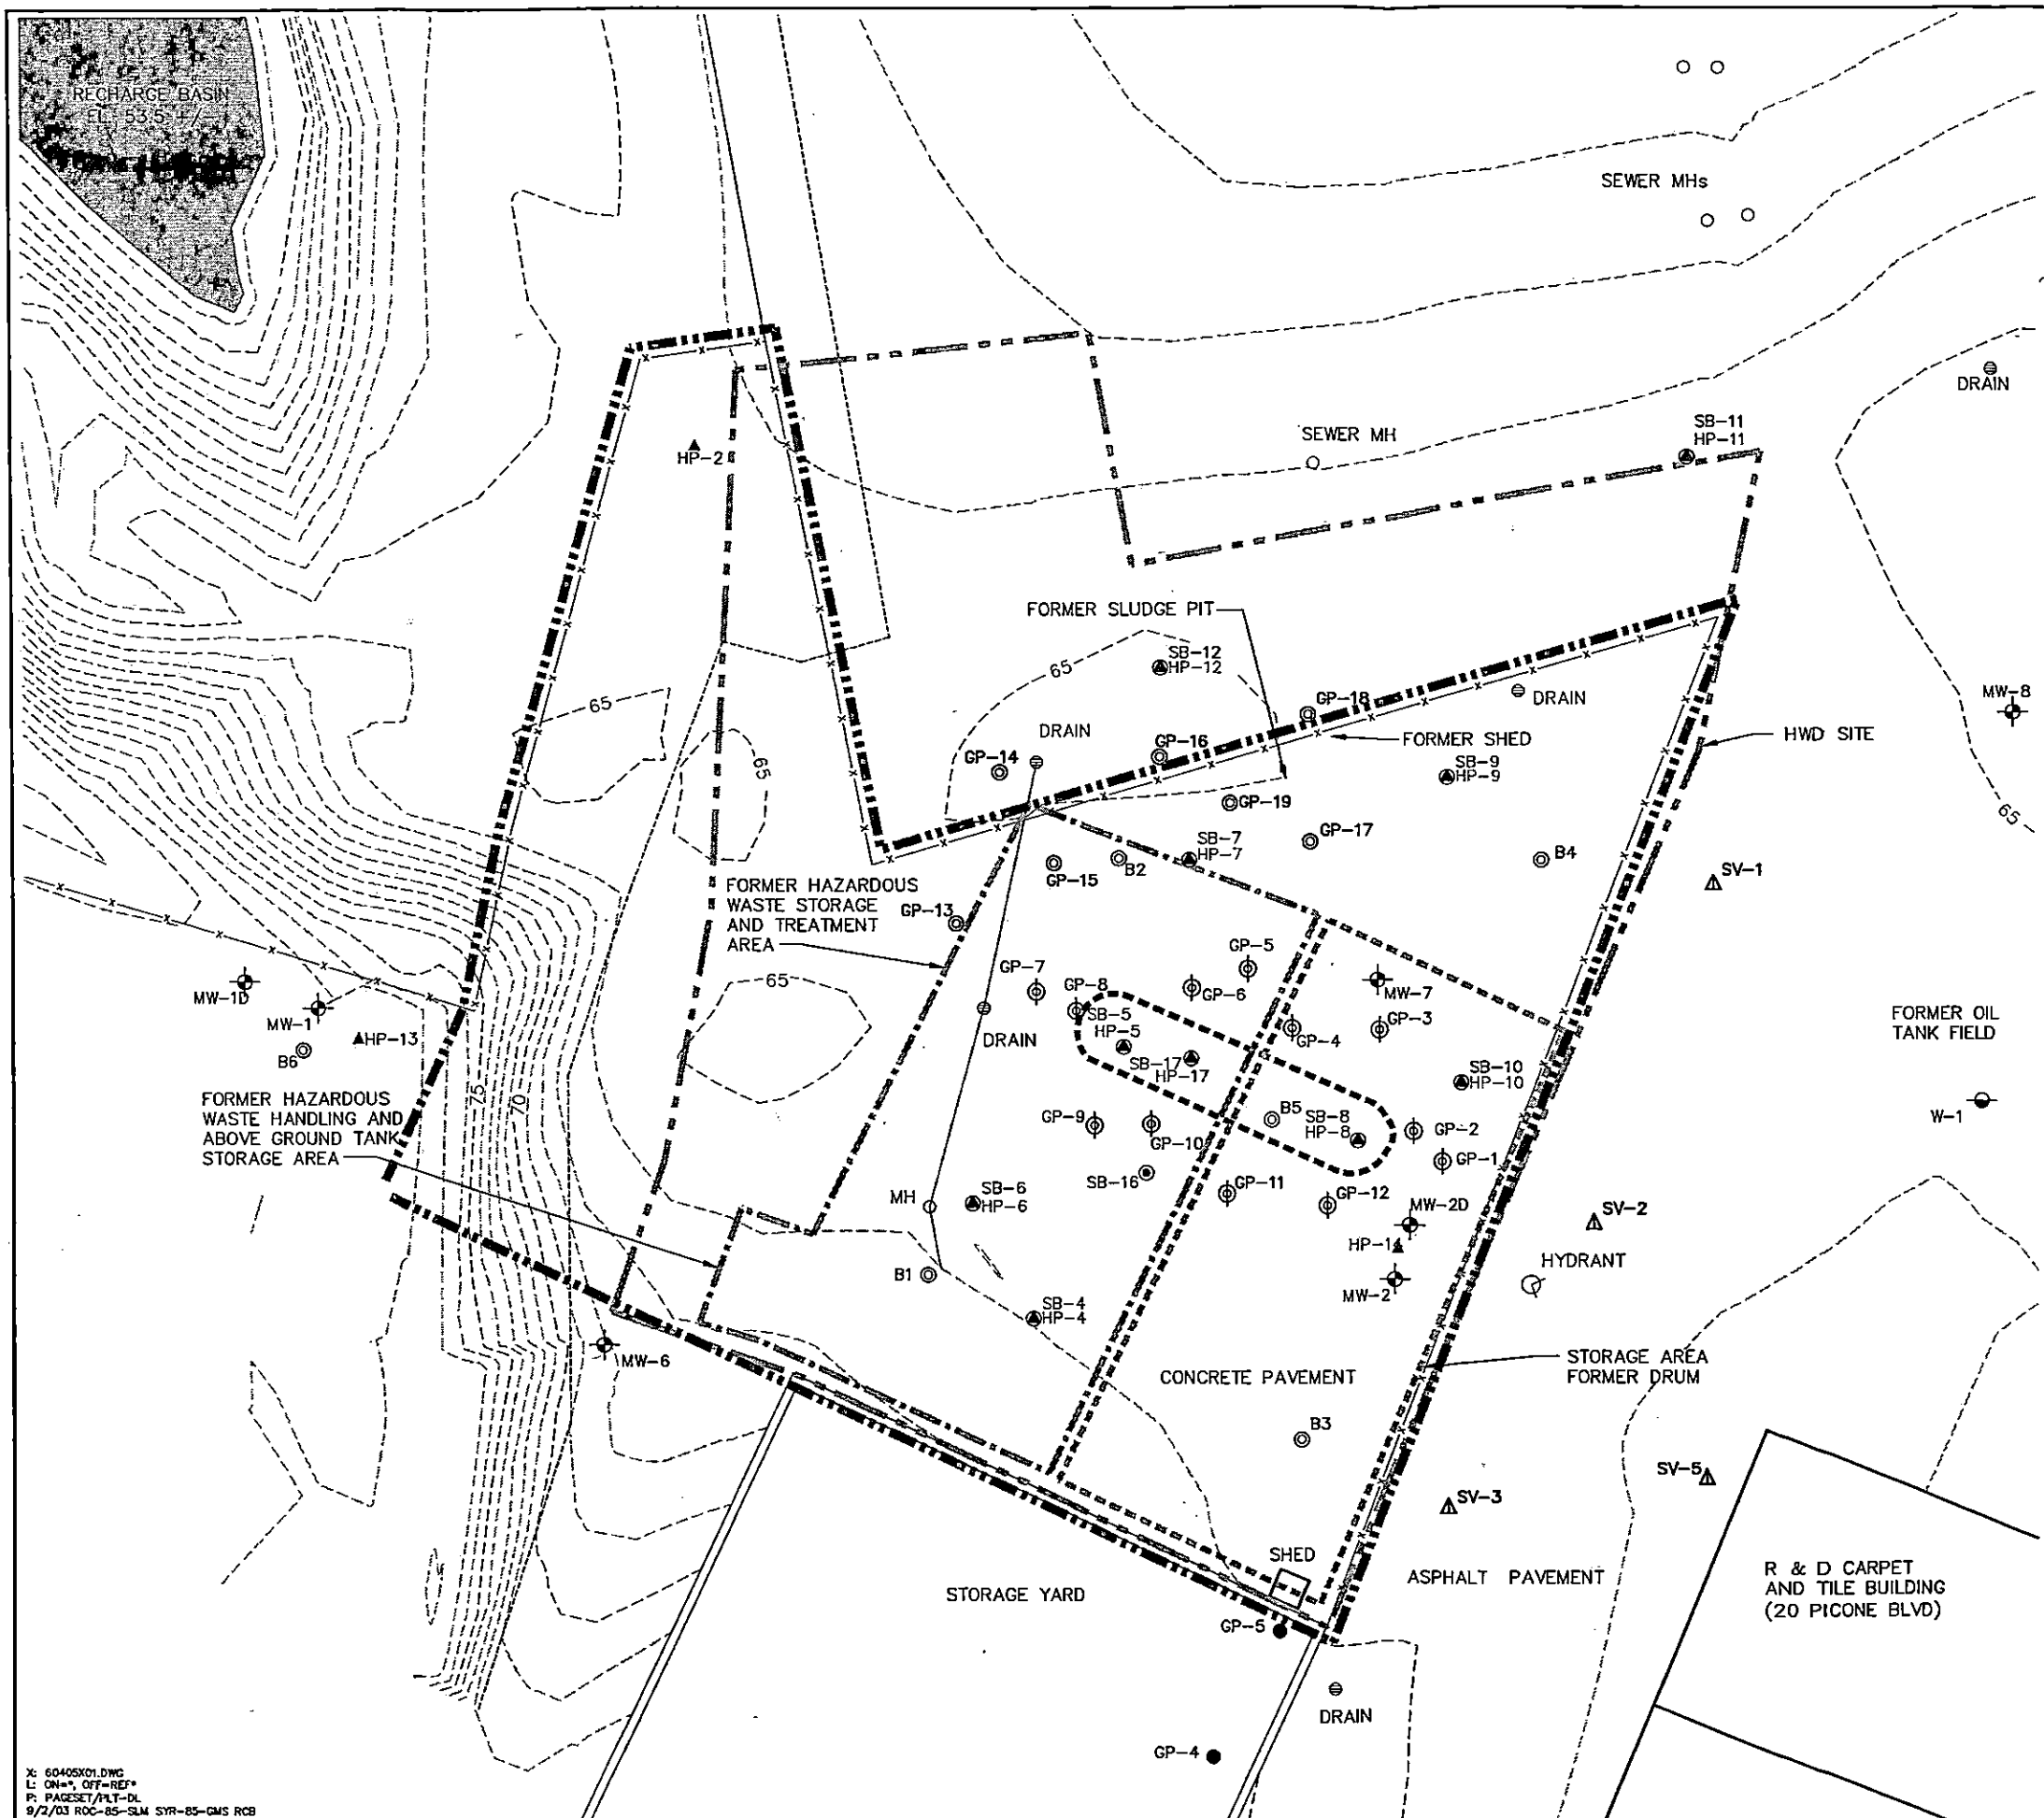 RECHARGE BASIN
EL. 53.5 +/-
SEWER MHs
DRAIN
SB-11
HP-11
SEWER MH
HP-2
FORMER SLUDGE PIT
SB-12
HP-12
65
65
65
GP-18
DRAIN
MW-8
HWD SITE
DRAIN
GP-14
GP-16
FORMER SHED
SB-9
HP-9
GP-19
GP-17
65
SB-7
HP-7
B2
B4
GP-15
SV-1
FORMER HAZARDOUS
WASTE STORAGE
AND TREATMENT
AREA
GP-13
GP-5
GP-7
GP-8
GP-6
MW-7
65
MW-1D
MW-1
HP-13
B6
DRAIN
SB-5
HP-5
GP-4
GP-3
FORMER OIL
TANK FIELD
SB-17
HP-17
SB-10
HP-10
75
70
FORMER HAZARDOUS
WASTE HANDLING AND
ABOVE GROUND TANK
STORAGE AREA
GP-9
GP-10
B5
SB-8
HP-8
GP-2
W-1
GP-1
SB-16
MH
SB-6
HP-6
GP-11
GP-12
MW-2D
SV-2
HP-14
HYDRANT
B1
MW-2
SB-4
HP-4
MW-6
CONCRETE PAVEMENT
STORAGE AREA
FORMER DRUM
B3
SV-5
SV-3
SHED
ASPHALT PAVEMENT
R & D CARPET
AND TILE BUILDING
(20 PICONE BLVD)
STORAGE YARD
GP-5
DRAIN
GP-4
X: 60405X01.DWG
L: ON=*, OFF=REF*
P: PAGESET/PLT-DL
9/2/03 ROC-85-SLM SYR-85-GMS RCB